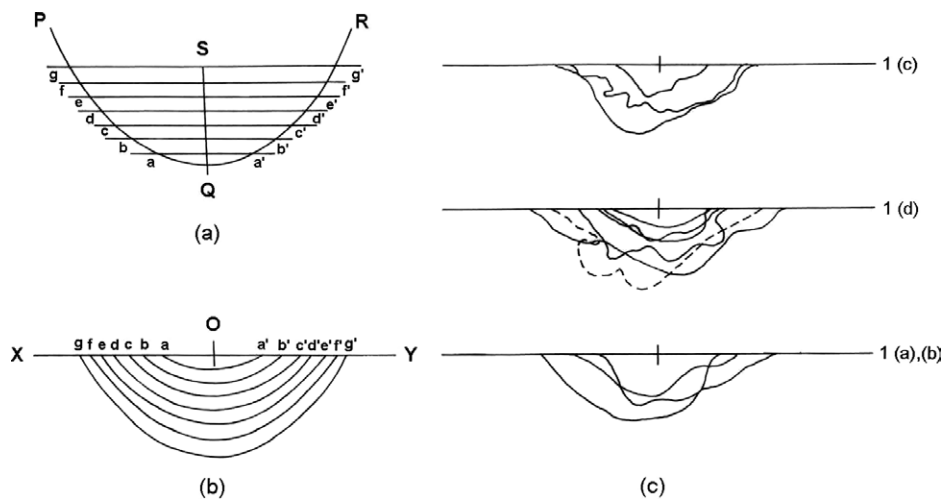 P
R
S
g g'
f f'
e e'
d d'
c c'
b b'
a a'
Q
(a)
O
X g f e d c b a a' b' c' d' e' f' g' Y
(b)
1 (c)
1 (d)
1 (a),(b)
(c)